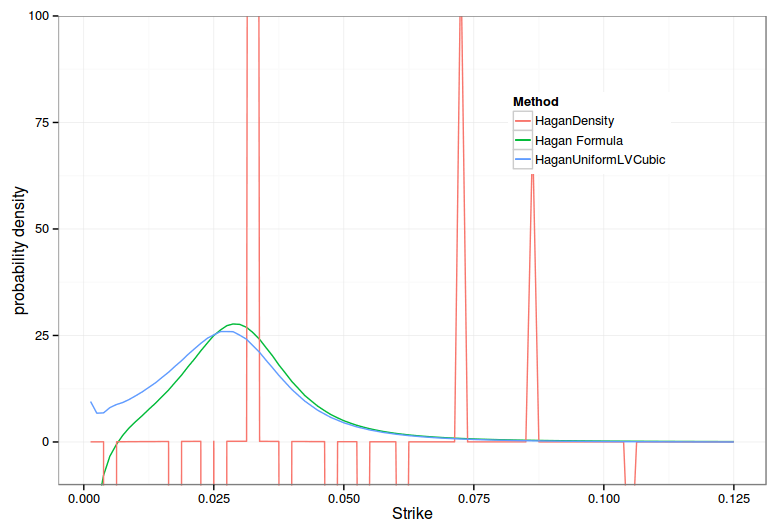 100
75
50
25
0
probability density
Method
HaganDensity
Hagan Formula
HaganUniformLVCubic
0.000
0.025
0.050
0.075
0.100
0.125
Strike